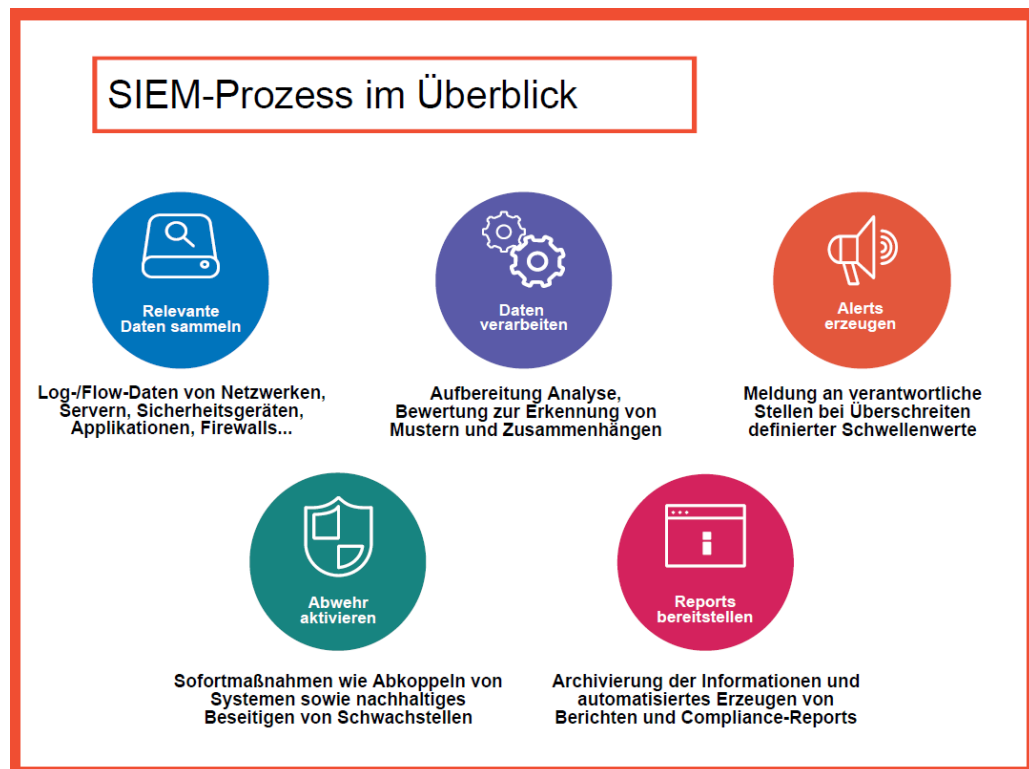 SIEM-Prozess im Überblick
Relevante
Daten sammeln
Log-/Flow-Daten von Netzwerken,
Servern, Sicherheitsgeräten,
Applikationen, Firewalls...
Daten
verarbeiten
Aufbereitung Analyse,
Bewertung zur Erkennung von
Mustern und Zusammenhängen
Alerts
erzeugen
Meldung an verantwortliche
Stellen bei Überschreiten
definierter Schwellenwerte
Abwehr
aktivieren
Sofortmaßnahmen wie Abkoppeln von
Systemen sowie nachhaltiges
Beseitigen von Schwachstellen
Reports
bereitstellen
Archivierung der Informationen und
automatisiertes Erzeugen von
Berichten und Compliance-Reports